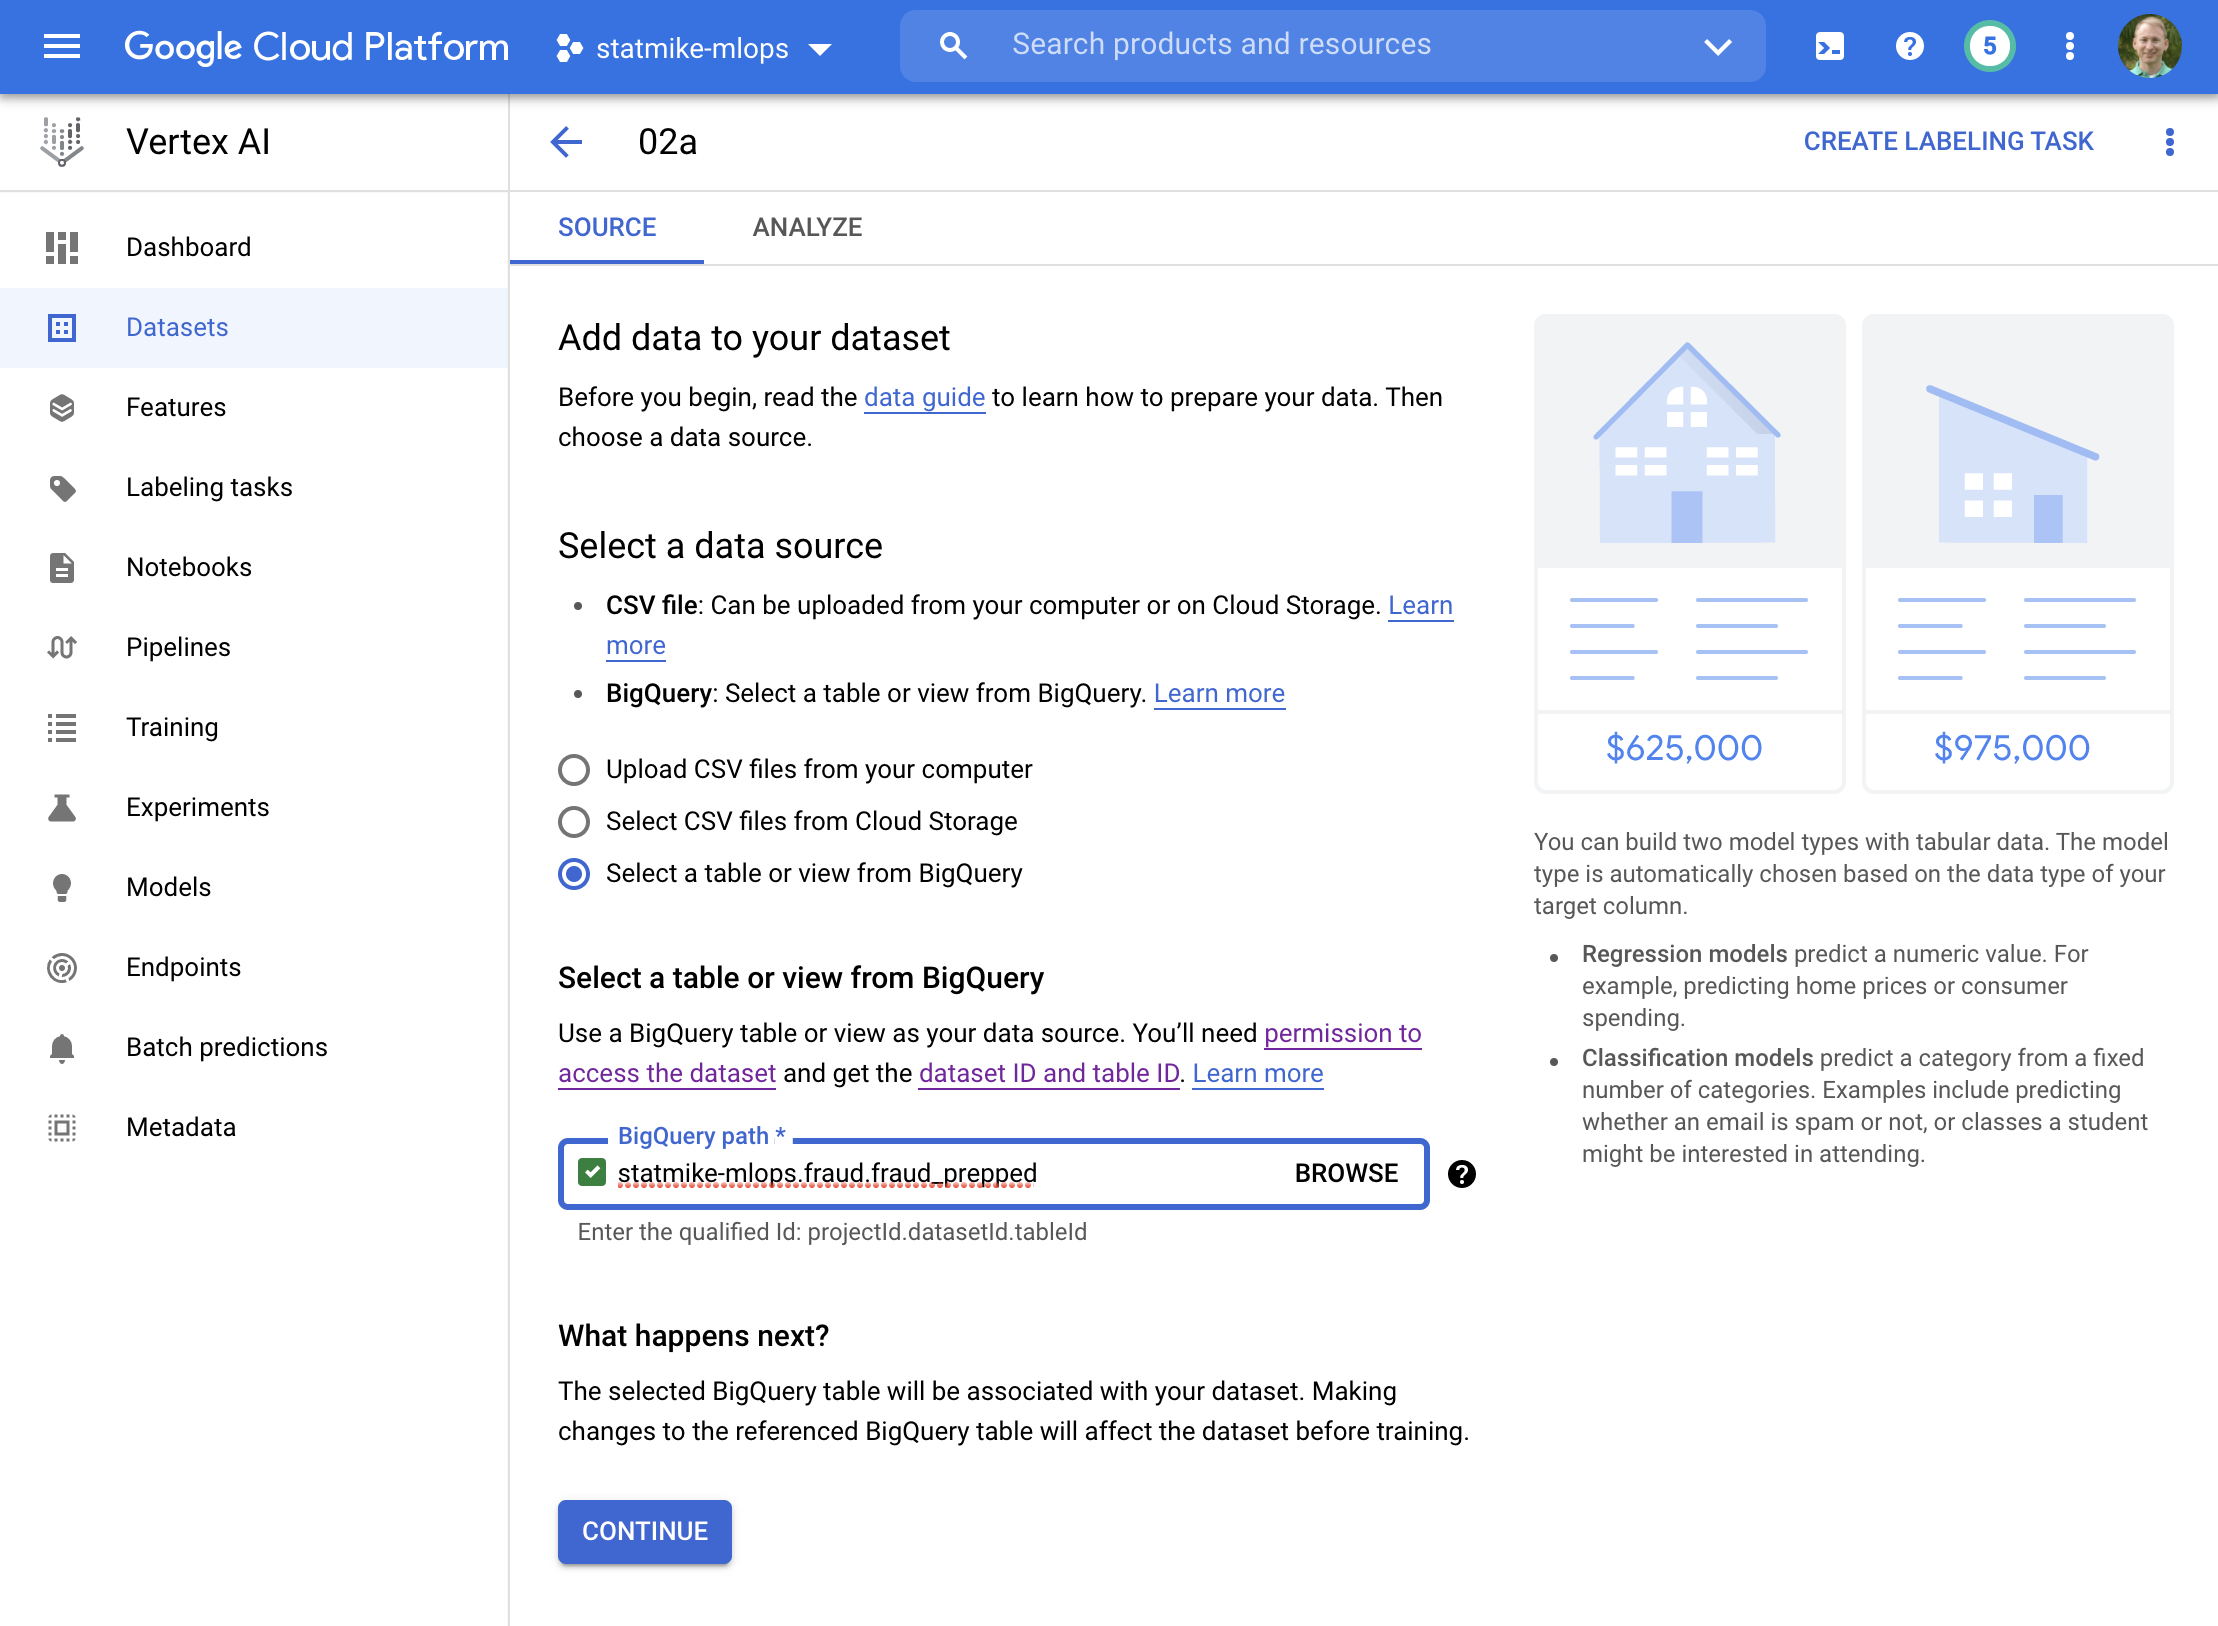 Google Cloud Platform
statmike-mlops
Search products and resources
5
Vertex AI
02a
CREATE LABELING TASK
Dashboard
Datasets
Features
Labeling tasks
Notebooks
Pipelines
Training
Experiments
Models
Endpoints
Batch predictions
Metadata
SOURCE
ANALYZE
Add data to your dataset
Before you begin, read the data guide to learn how to prepare your data. Then
choose a data source.
Select a data source
• CSV file: Can be uploaded from your computer or on Cloud Storage. Learn
more
• BigQuery: Select a table or view from BigQuery. Learn more
Upload CSV files from your computer
Select CSV files from Cloud Storage
Select a table or view from BigQuery
Select a table or view from BigQuery
Use a BigQuery table or view as your data source. You’ll need permission to
access the dataset and get the dataset ID and table ID. Learn more
BigQuery path *
statmike-mlops.fraud.fraud_prepped
BROWSE
Enter the qualified Id: projectId.datasetId.tableId
What happens next?
The selected BigQuery table will be associated with your dataset. Making
changes to the referenced BigQuery table will affect the dataset before training.
CONTINUE
$625,000
$975,000
You can build two model types with tabular data. The model
type is automatically chosen based on the data type of your
target column.
• Regression models predict a numeric value. For
example, predicting home prices or consumer
spending.
• Classification models predict a category from a fixed
number of categories. Examples include predicting
whether an email is spam or not, or classes a student
might be interested in attending.